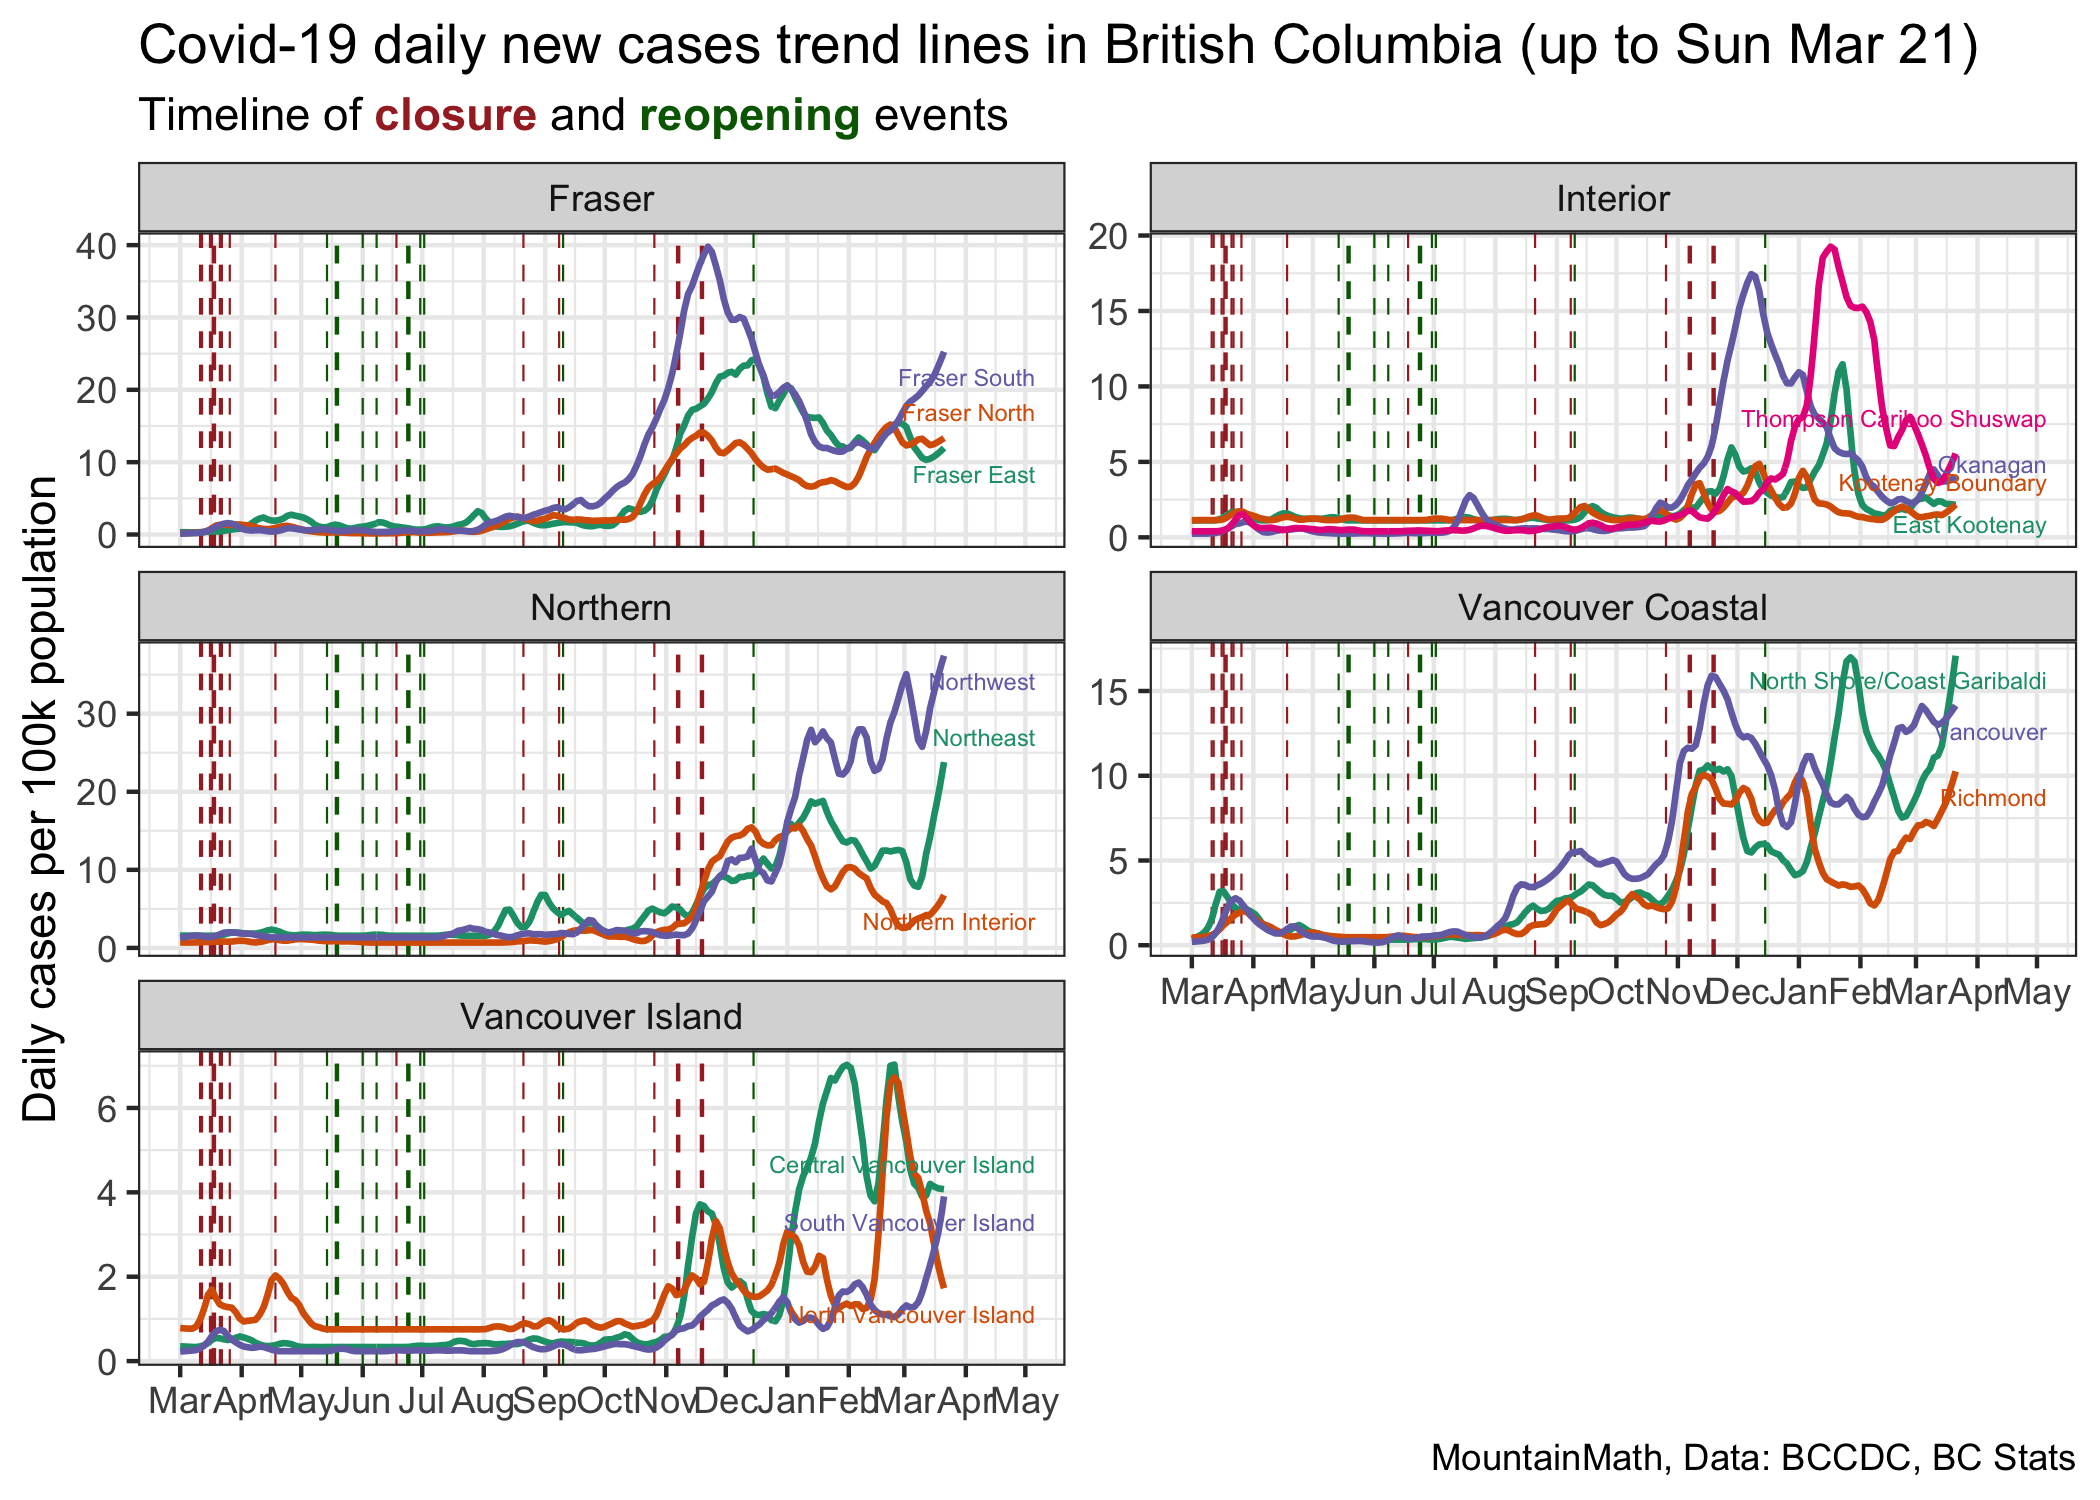 Covid-19 daily new cases trend lines in British Columbia (up to Sun Mar 21)
Timeline of closure and reopening events
Daily cases per 100k population
Fraser
40
30
20
10
0
Fraser South
Fraser North
Fraser East
Interior
20
15
10
5
0
Thompson Cariboo Shuswap
Okanagan
Kootenay Boundary
East Kootenay
Northern
30
20
10
0
Northwest
Northeast
Northern Interior
Vancouver Coastal
15
10
5
0
North Shore/Coast Garibaldi
Vancouver
Richmond
Mar Apr May Jun Jul Aug Sep Oct Nov Dec Jan Feb Mar Apr May
Vancouver Island
6
4
2
0
Central Vancouver Island
South Vancouver Island
North Vancouver Island
Mar Apr May Jun Jul Aug Sep Oct Nov Dec Jan Feb Mar Apr May
MountainMath, Data: BCCDC, BC Stats